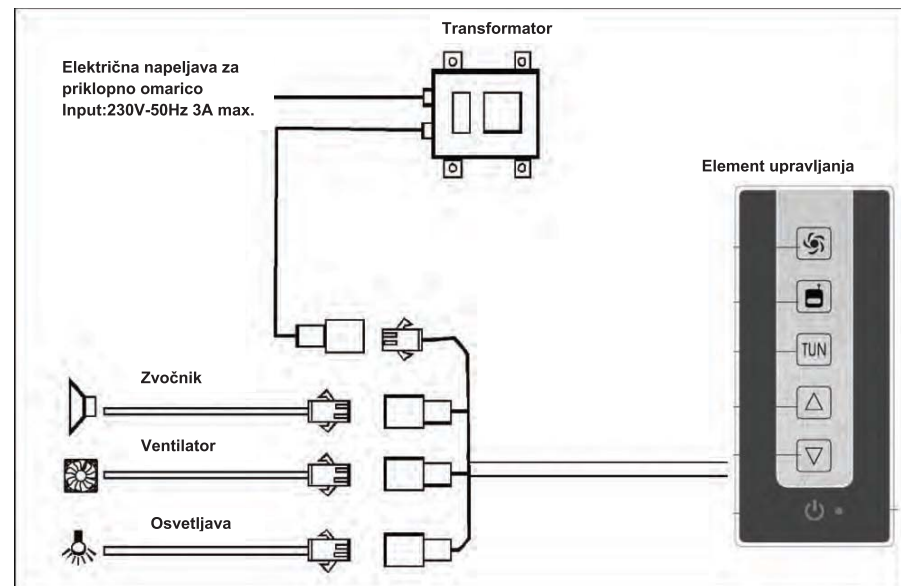 Transformator
Električna napeljava za
priklopno omarico
Input:230V-50Hz 3A max.
Element upravljanja
TUN
Zvočnik
Ventilator
Osvetljava